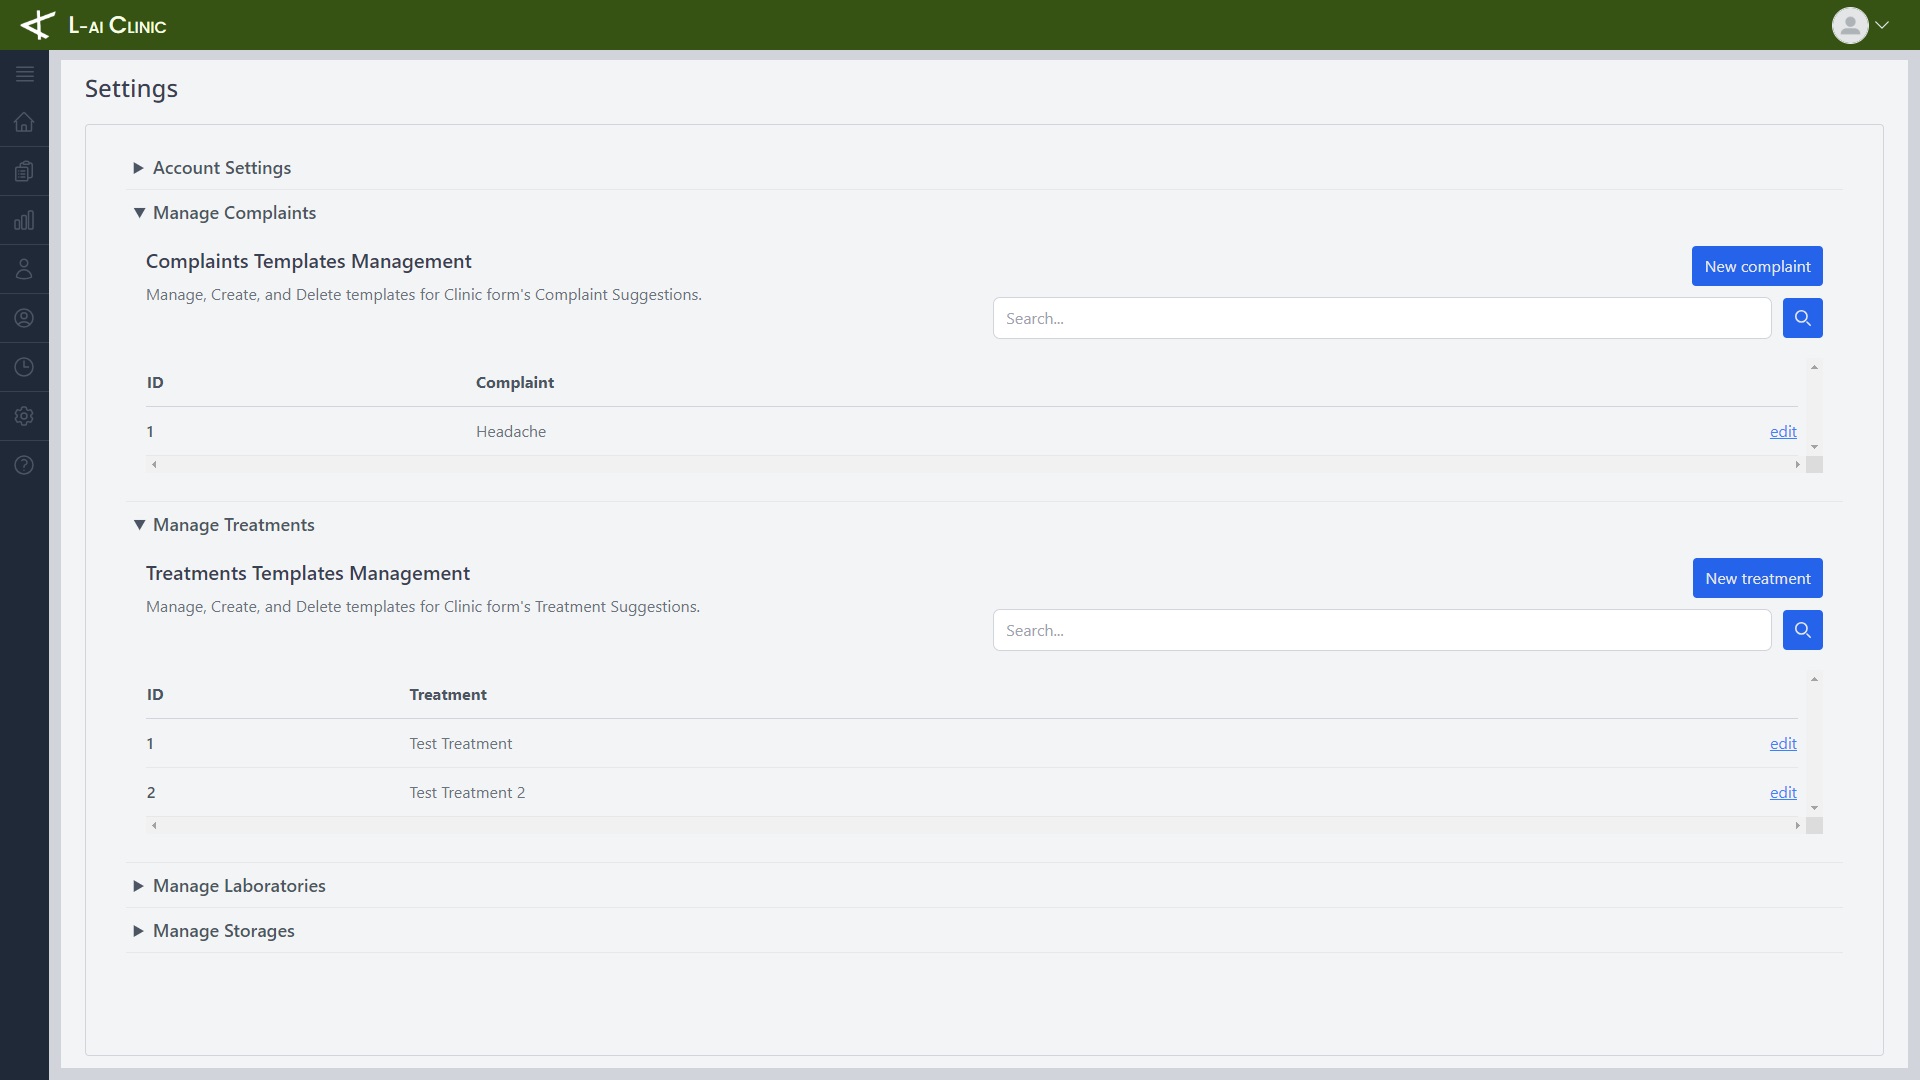 L-AI CLINIC
Settings
Account Settings
Manage Complaints
Complaints Templates Management
New complaint
Manage, Create, and Delete templates for Clinic form's Complaint Suggestions.
Search...
ID Complaint
1 Headache edit
Manage Treatments
Treatments Templates Management
New treatment
Manage, Create, and Delete templates for Clinic form's Treatment Suggestions.
Search...
ID Treatment
1 Test Treatment edit
2 Test Treatment 2 edit
Manage Laboratories
Manage Storages